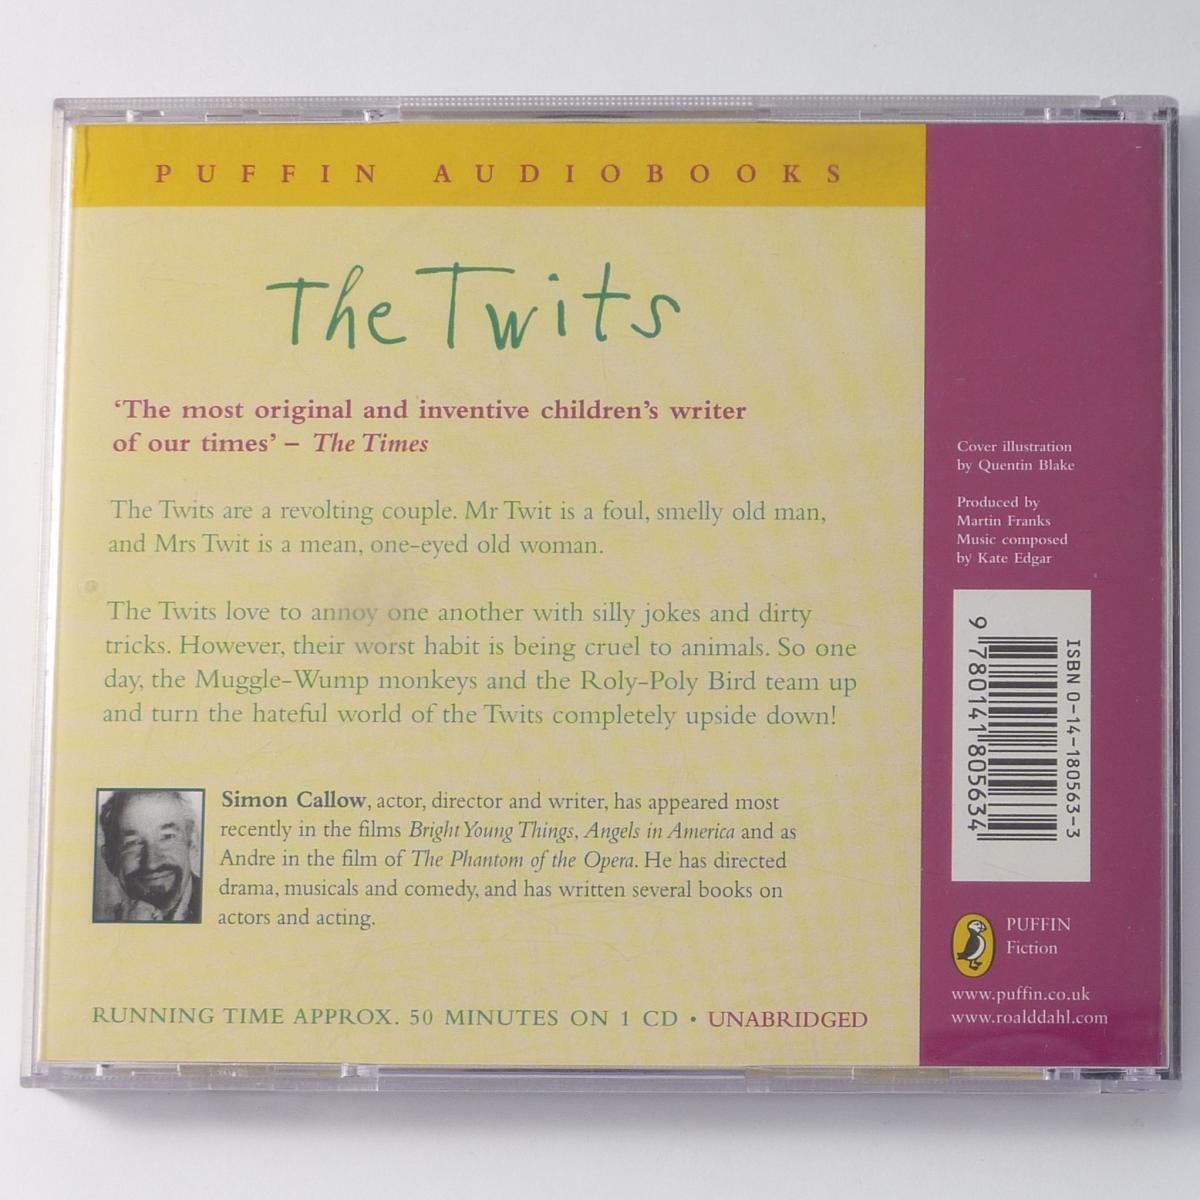 PUFFIN AUDIOBOOKS
The Twits
‘The most original and inventive children’s writer
of our times’ – The Times
The Twits are a revolting couple. Mr Twit is a foul, smelly old man,
and Mrs Twit is a mean, one-eyed old woman.
The Twits love to annoy one another with silly jokes and dirty
tricks. However, their worst habit is being cruel to animals. So one
day, the Muggle-Wump monkeys and the Roly-Poly Bird team up
and turn the hateful world of the Twits completely upside down!
Simon Callow, actor, director and writer, has appeared most
recently in the films Bright Young Things, Angels in America and as
Andre in the film of The Phantom of the Opera. He has directed
drama, musicals and comedy, and has written several books on
actors and acting.
RUNNING TIME APPROX. 50 MINUTES ON 1 CD • UNABRIDGED
Cover illustration
by Quentin Blake
Produced by
Martin Franks
Music composed
by Kate Edgar
ISBN 0-14-180563-3
9 780141 805634
PUFFIN
Fiction
www.puffin.co.uk
www.roalddahl.com